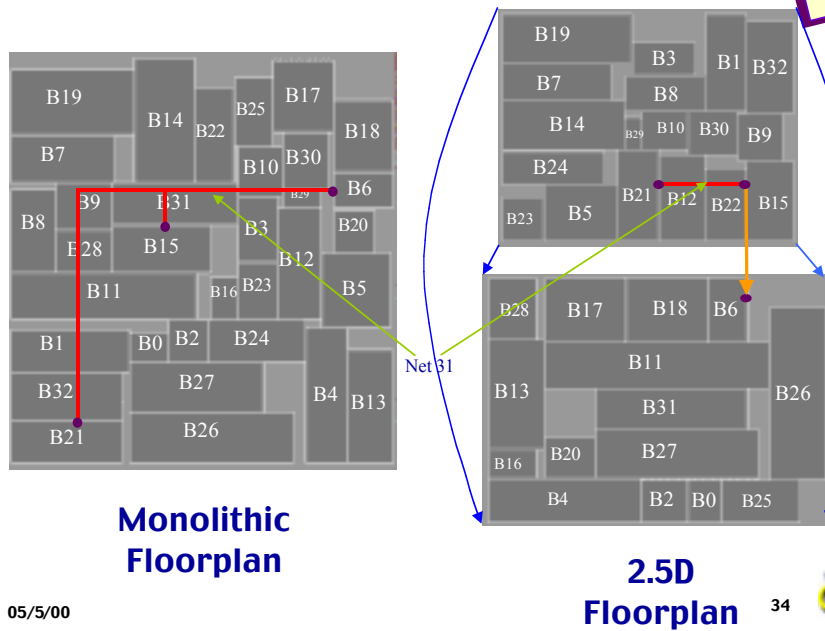 B19
B14
B22
B25
B17
B18
B7
B10
B30
B29
B6
B8
B9
B31
B3
B20
B28
B15
B12
B11
B16
B23
B5
B1
B0
B2
B24
B32
B27
B4
B13
B21
B26
Monolithic
Floorplan
Net 31
B19
B3
B1
B32
B7
B8
B14
B29
B10
B30
B9
B24
B21
B12
B22
B15
B23
B5
B28
B17
B18
B6
B11
B13
B31
B26
B16
B20
B27
B4
B2
B0
B25
2.5D
Floorplan
05/5/00
34